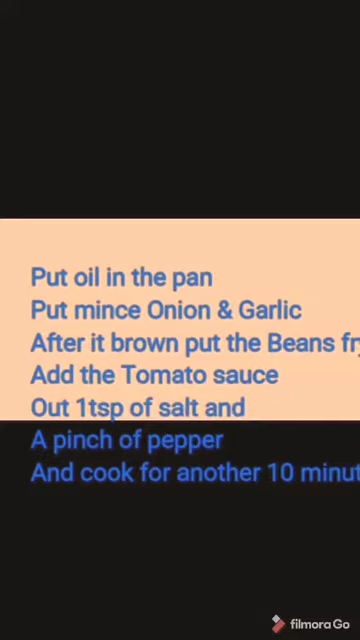 Put oil in the pan
Put mince Onion & Garlic
After it brown put the Beans
Add the Tomato sauce
Out 1tsp of salt and
A pinch of pepper
And cook for another 10
filmora Go